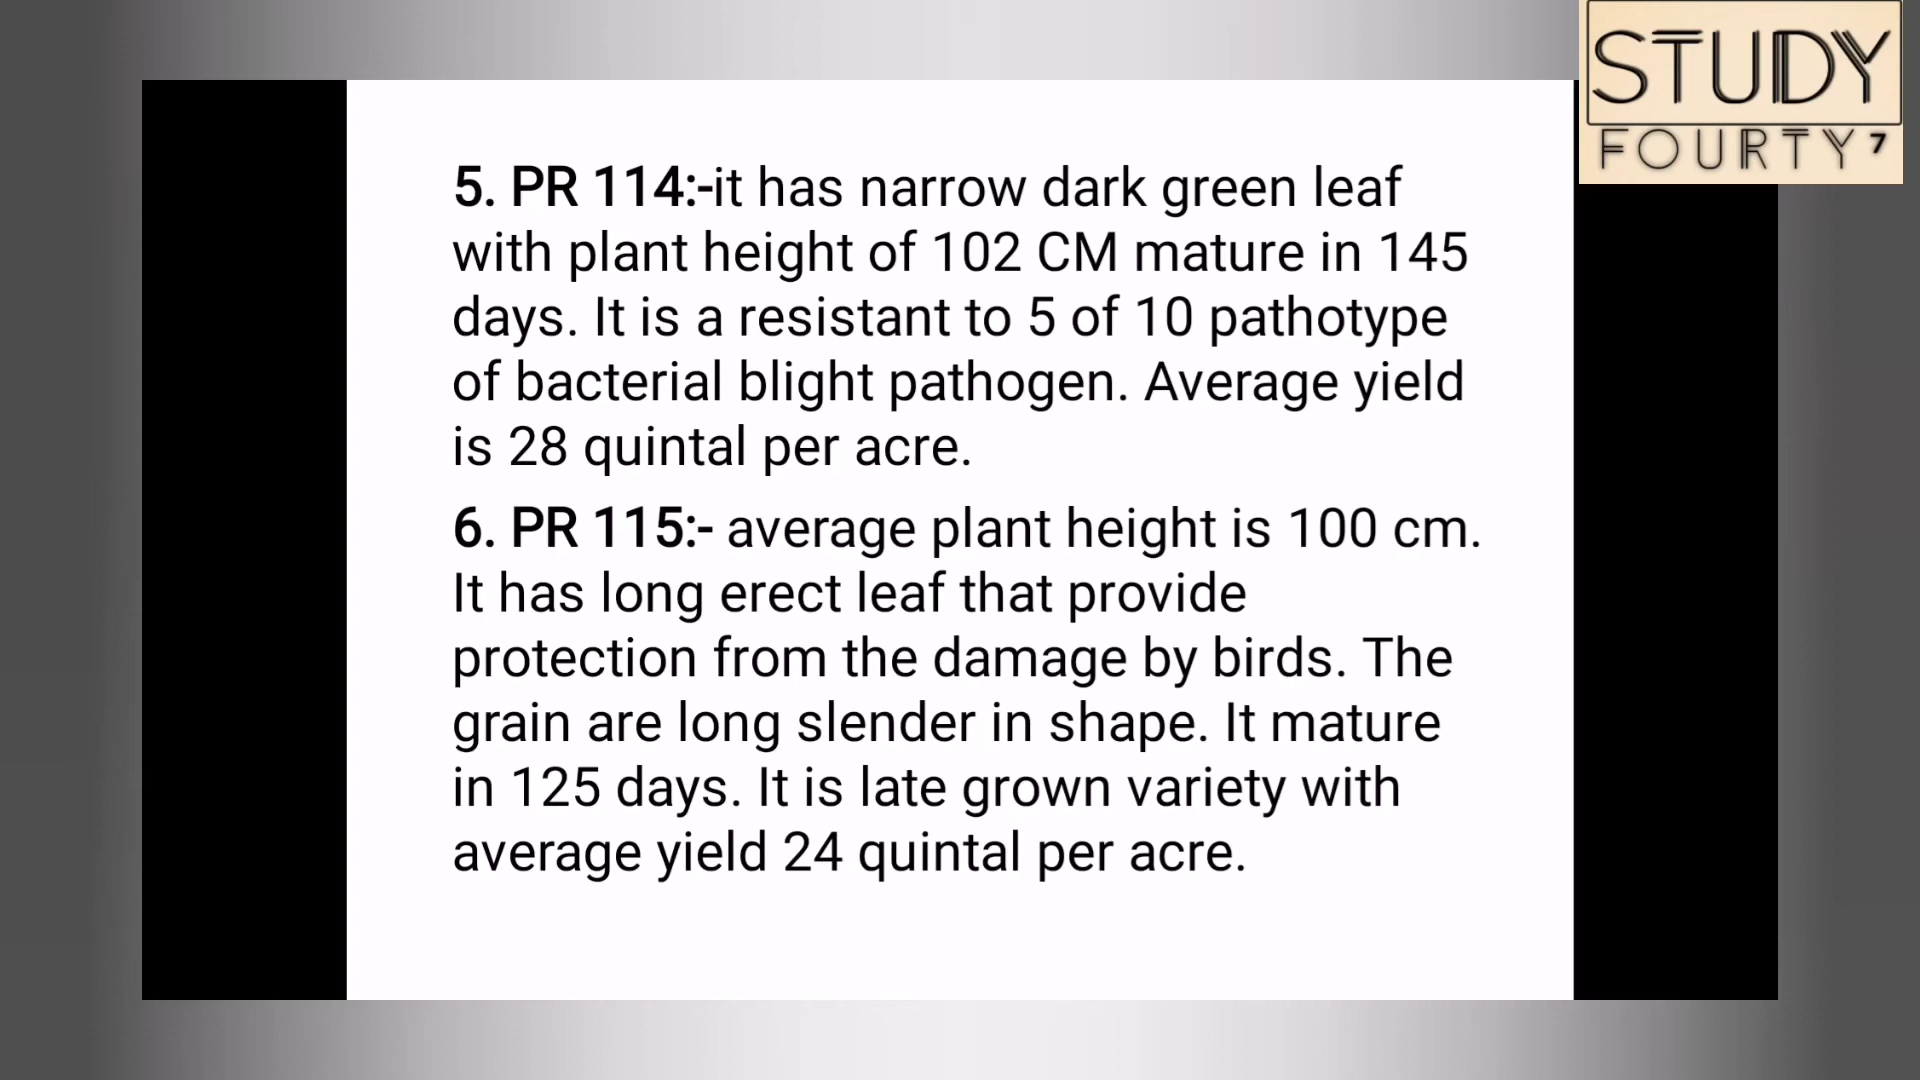 STUDY
FOURTY 7
5. PR 114:-it has narrow dark green leaf
with plant height of 102 CM mature in 145
days. It is a resistant to 5 of 10 pathotype
of bacterial blight pathogen. Average yield
is 28 quintal per acre.
6. PR 115:- average plant height is 100 cm.
It has long erect leaf that provide
protection from the damage by birds. The
grain are long slender in shape. It mature
in 125 days. It is late grown variety with
average yield 24 quintal per acre.